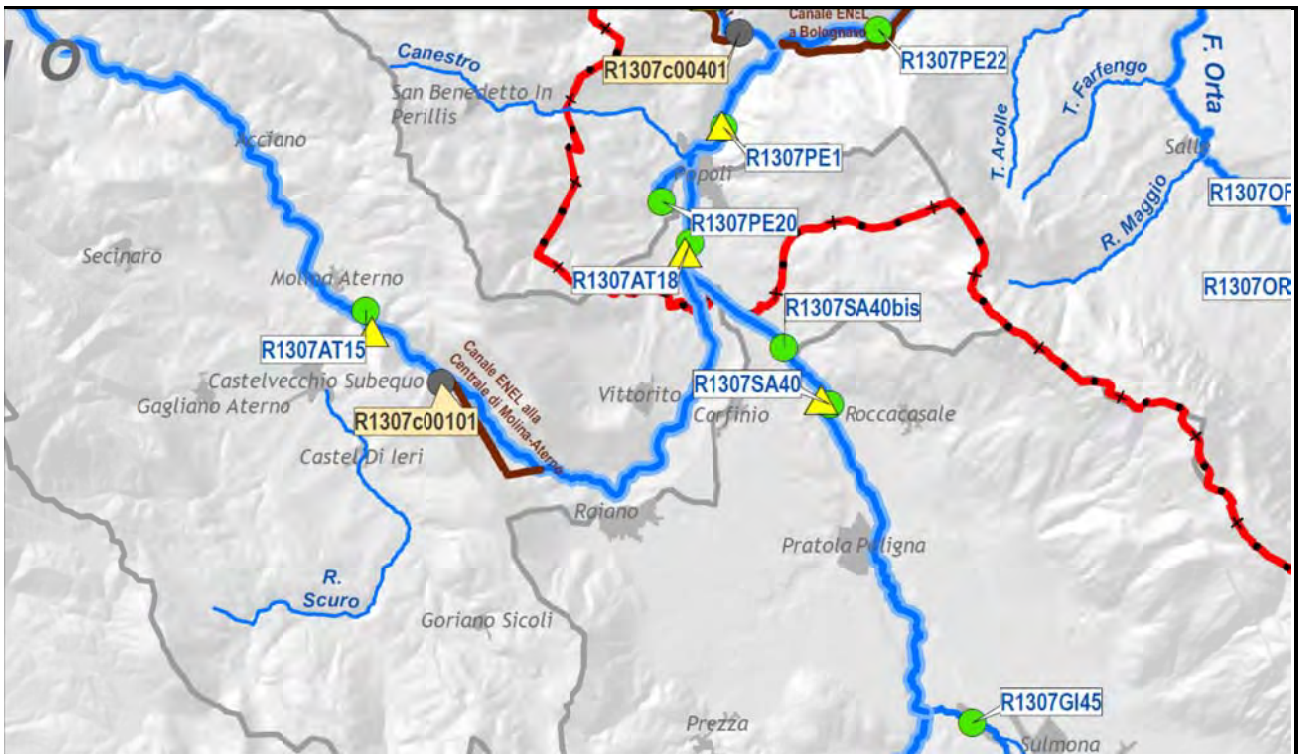 Canale ENEL
a Bolognano
I O
Canestro
R1307c00401
R1307PE22
F. Orta
T. Farfengo
T. Arolle
San Benedetto In
Perillis
Acciano
R1307PE1
Popoli
Salle
R. Maggio
R1307OR
R1307PE20
Secinaro
Molina Aterno
R1307AT18
R1307OR
R1307SA40bis
R1307AT15
Canale ENEL alla
Centrale di Molina-Aterno
Castelvecchio Subequo
Gagliano Aterno
Vittorito
R1307SA40
Corfinio
Roccacasale
R1307c00101
Castel Di Ieri
Raiano
Pratola Peligna
R.
Scuro
Goriano Sicoli
R1307GI45
Prezza
Sulmona